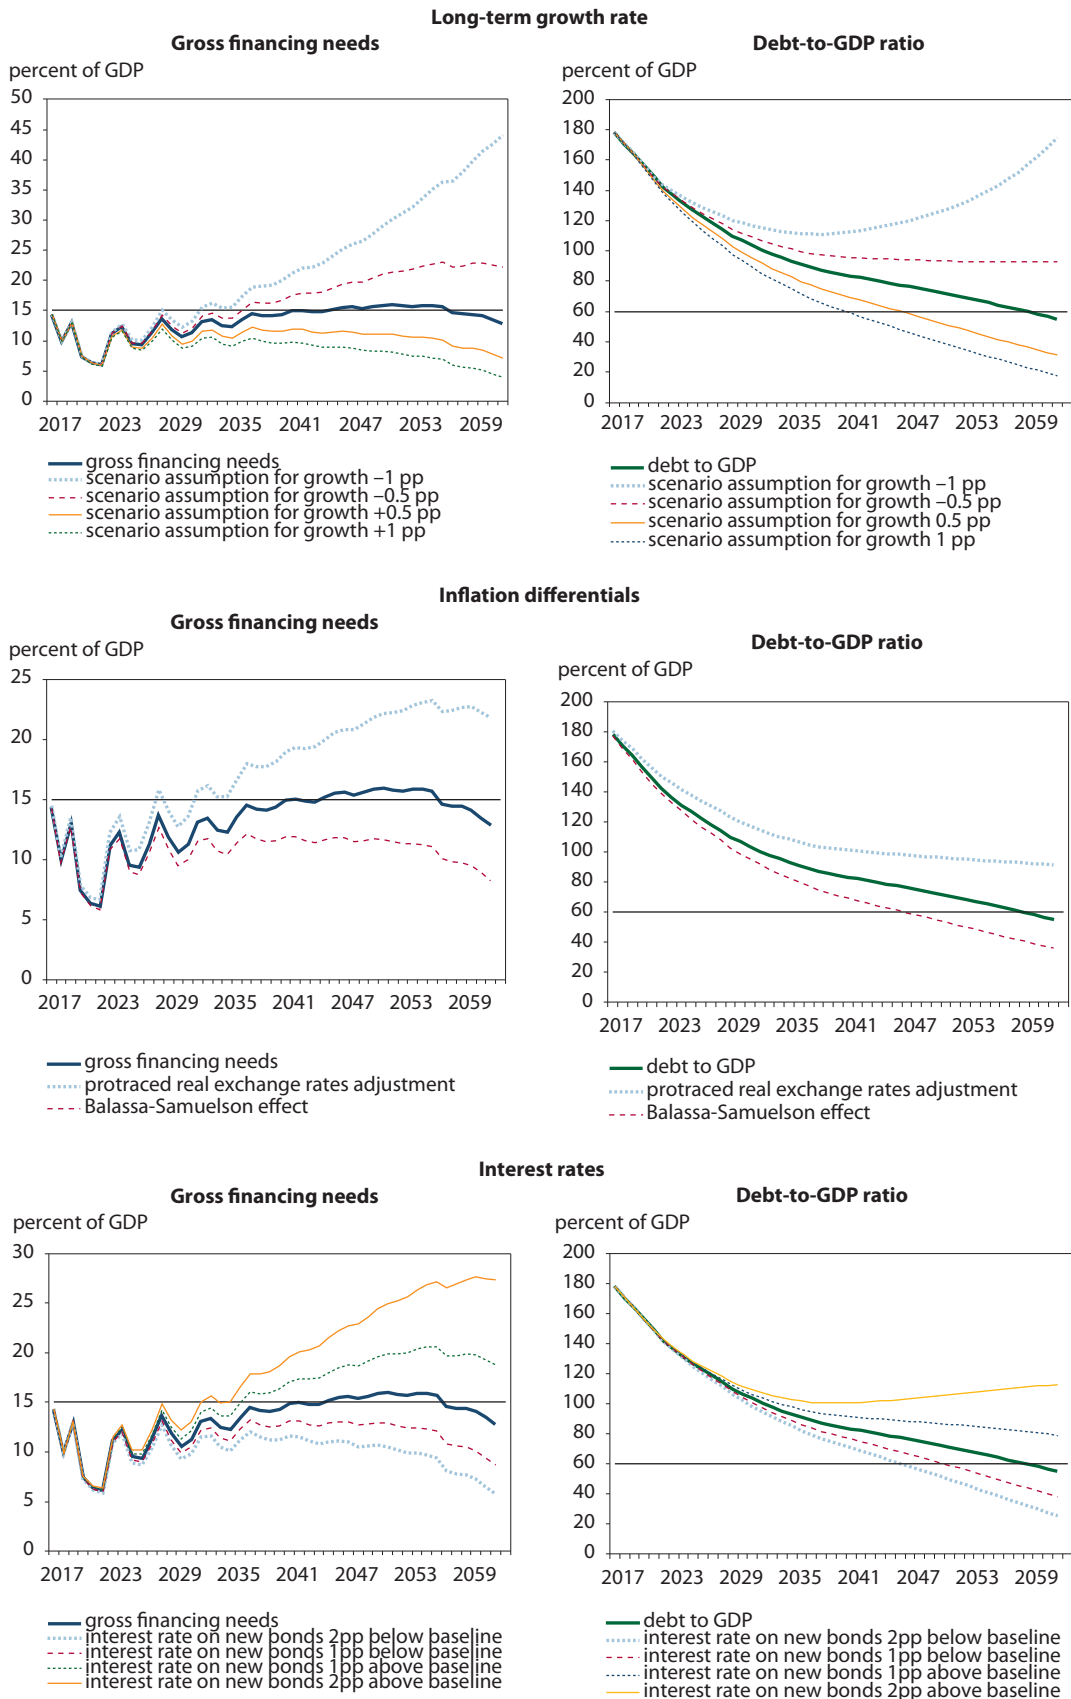 Long-term growth rate
Gross financing needs
percent of GDP
50
45
40
35
30
25
20
15
10
5
0
2017 2023 2029 2035 2041 2047 2053 2059
gross financing needs
scenario assumption for growth –1 pp
scenario assumption for growth –0.5 pp
scenario assumption for growth +0.5 pp
scenario assumption for growth +1 pp
Debt-to-GDP ratio
percent of GDP
200
180
160
140
120
100
80
60
40
20
0
2017 2023 2029 2035 2041 2047 2053 2059
debt to GDP
scenario assumption for growth –1 pp
scenario assumption for growth –0.5 pp
scenario assumption for growth 0.5 pp
scenario assumption for growth 1 pp
Inflation differentials
Gross financing needs
percent of GDP
25
20
15
10
5
0
2017 2023 2029 2035 2041 2047 2053 2059
gross financing needs
protraced real exchange rates adjustment
Balassa-Samuelson effect
Debt-to-GDP ratio
percent of GDP
200
180
160
140
120
100
80
60
40
20
0
2017 2023 2029 2035 2041 2047 2053 2059
debt to GDP
protraced real exchange rates adjustment
Balassa-Samuelson effect
Interest rates
Gross financing needs
percent of GDP
30
25
20
15
10
5
0
2017 2023 2029 2035 2041 2047 2053 2059
gross financing needs
interest rate on new bonds 2pp below baseline
interest rate on new bonds 1pp below baseline
interest rate on new bonds 1pp above baseline
interest rate on new bonds 2pp above baseline
Debt-to-GDP ratio
percent of GDP
200
180
160
140
120
100
80
60
40
20
0
2017 2023 2029 2035 2041 2047 2053 2059
debt to GDP
interest rate on new bonds 2pp below baseline
interest rate on new bonds 1pp below baseline
interest rate on new bonds 1pp above baseline
interest rate on new bonds 2pp above baseline